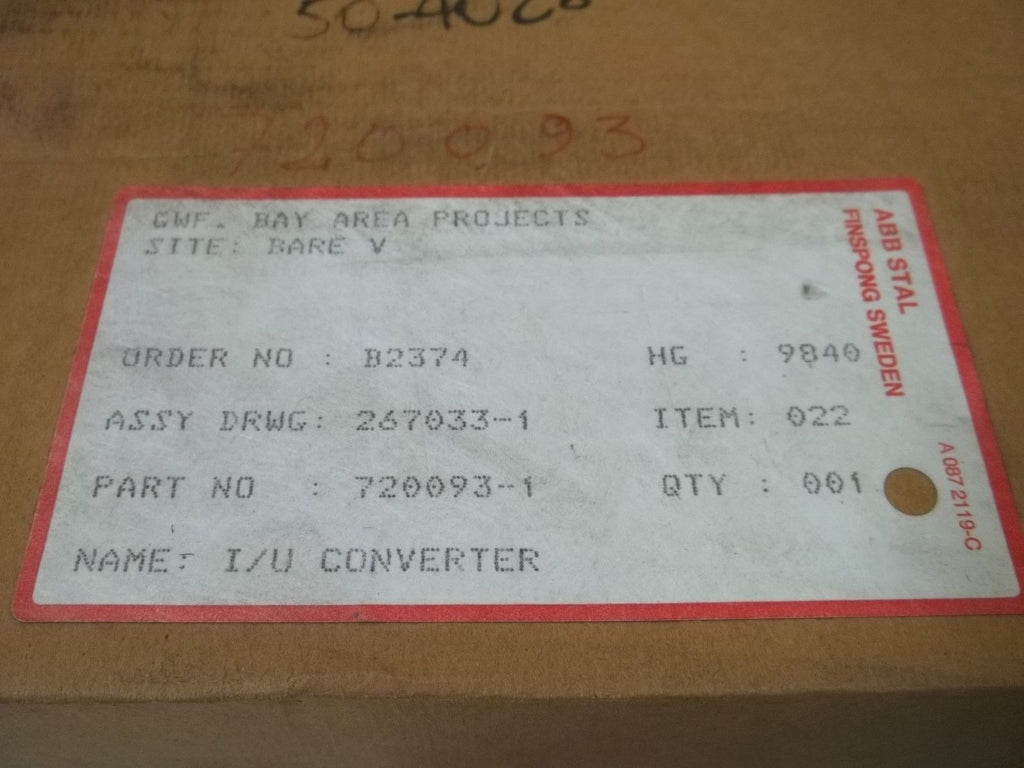 720093
GWF. BAY AREA PROJECTS
SITE: BARE V
ORDER NO : B2374
HG : 9840
ASSY DRWG: 267033-1
ITEM: 022
PART NO : 720093-1
QTY : 001
NAME: I/U CONVERTER
ABB STAL
FINSPONG SWEDEN
A 087 2119-C